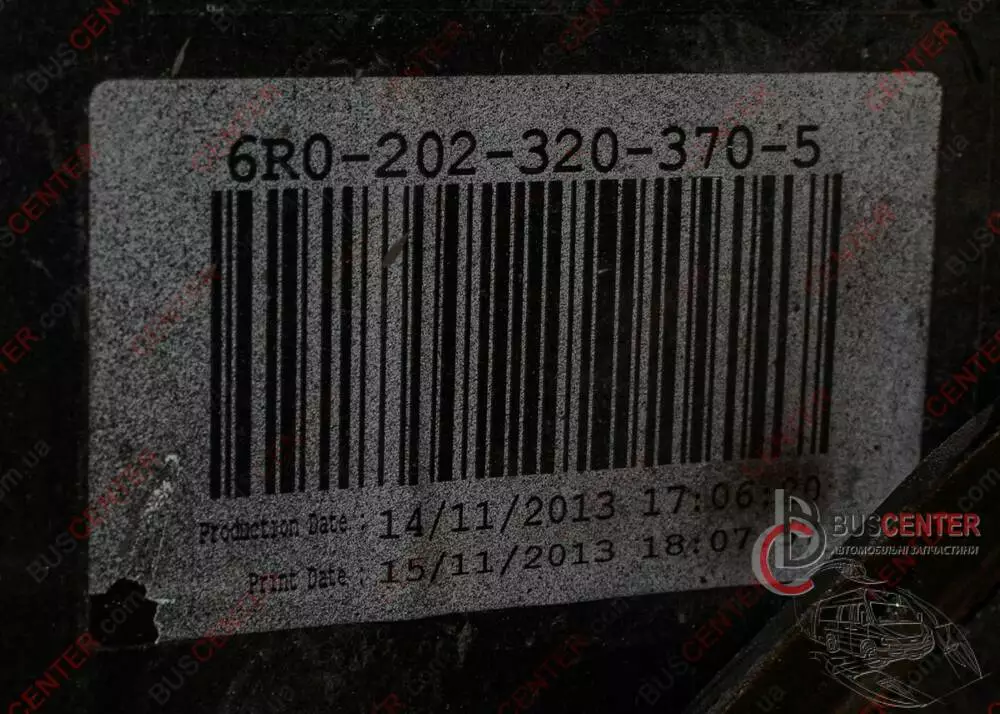 6R0-202-320-370-5
Production Date : 14/11/2013 17:06:20
Print Date : 15/11/2013 18:07
BUSCENTER
АВТОМОБІЛЬНІ ЗАПЧАСТИНИ